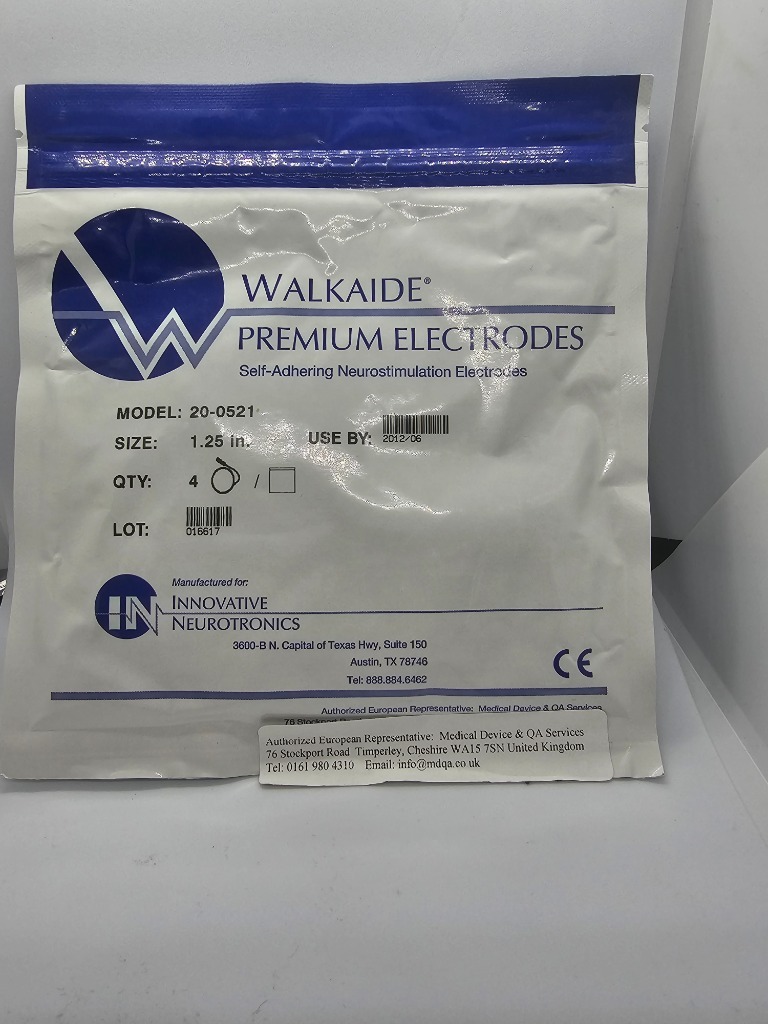 WALKAIDE®
PREMIUM ELECTRODES
Self-Adhering Neurostimulation Electrodes
MODEL: 20-0521
SIZE: 1.25 in. USE BY: 2012/06
QTY: 4 /
LOT: 016617
Manufactured for:
IN INNOVATIVE
NEUROTRONICS
3600-B N. Capital of Texas Hwy, Suite 150
Austin, TX 78746
Tel: 888.884.6462
CE
Authorized European Representative: Medical Device & QA Services
76 Stockport
Authorized European Representative: Medical Device & QA Services
76 Stockport Road Timperley, Cheshire WA15 7SN United Kingdom
Tel: 0161 980 4310 Email: info@mdqa.co.uk